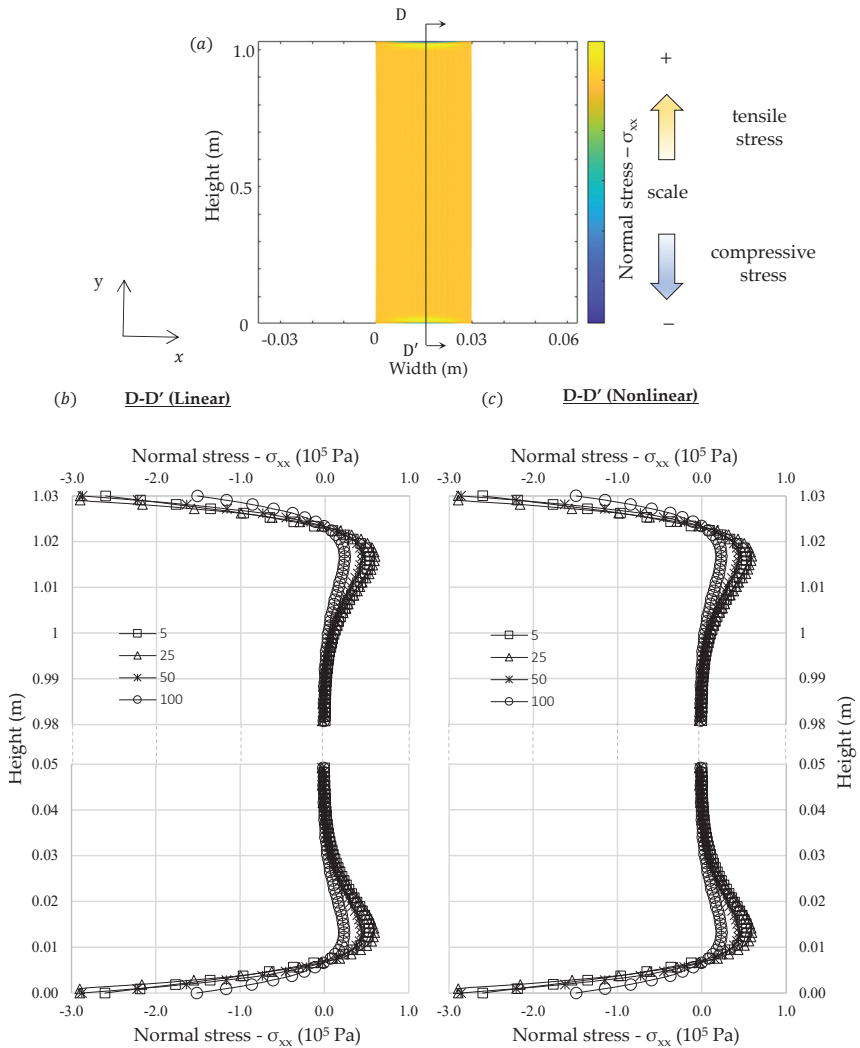 D
(a)
1.0
0.5
0
Height (m)
-0.03
0
0.03
0.06
D'
Width (m)
Normal stress – σxx
+
tensile
stress
scale
compressive
stress
−
y
x
(b) D-D' (Linear)
Normal stress - σxx (10⁵ Pa)
-3.0 -2.0 -1.0 0.0 1.0
1.03
1.02
1.01
1
0.99
0.98
5
25
50
100
Height (m)
0.05
0.04
0.03
0.02
0.01
0.00
-3.0 -2.0 -1.0 0.0 1.0
Normal stress - σxx (10⁵ Pa)
(c) D-D' (Nonlinear)
Normal stress - σxx (10⁵ Pa)
-3.0 -2.0 -1.0 0.0 1.0
1.03
1.02
1.01
1
0.99
0.98
5
25
50
100
Height (m)
0.05
0.04
0.03
0.02
0.01
0.00
-3.0 -2.0 -1.0 0.0 1.0
Normal stress - σxx (10⁵ Pa)